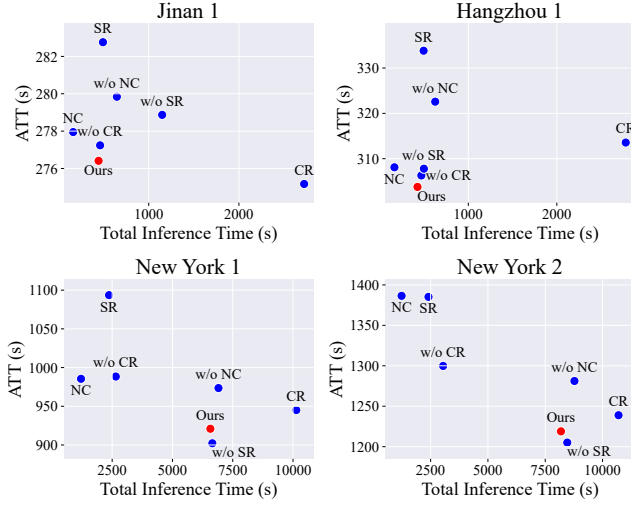 Jinan 1
SR
w/o NC
w/o SR
NC
w/o CR
Ours
CR
282
280
278
276
ATT (s)
1000
2000
Total Inference Time (s)
Hangzhou 1
SR
w/o NC
CR
w/o SR
NC
w/o CR
Ours
330
320
310
ATT (s)
1000
2000
Total Inference Time (s)
New York 1
SR
w/o CR
NC
w/o NC
CR
Ours
w/o SR
1100
1050
1000
950
900
ATT (s)
2500
5000
7500
10000
Total Inference Time (s)
New York 2
NC
SR
w/o CR
w/o NC
CR
Ours
w/o SR
1400
1300
1250
1200
ATT (s)
2500
5000
7500
10000
Total Inference Time (s)